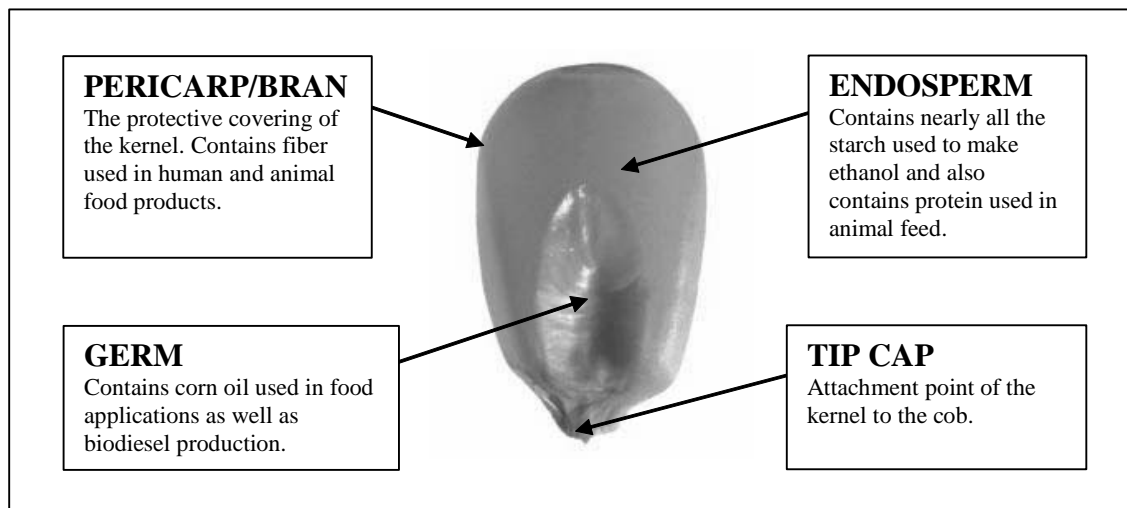 PERICARP/BRAN
The protective covering of
the kernel. Contains fiber
used in human and animal
food products.
ENDOSPERM
Contains nearly all the
starch used to make
ethanol and also
contains protein used in
animal feed.
GERM
Contains corn oil used in food
applications as well as
biodiesel production.
TIP CAP
Attachment point of the
kernel to the cob.